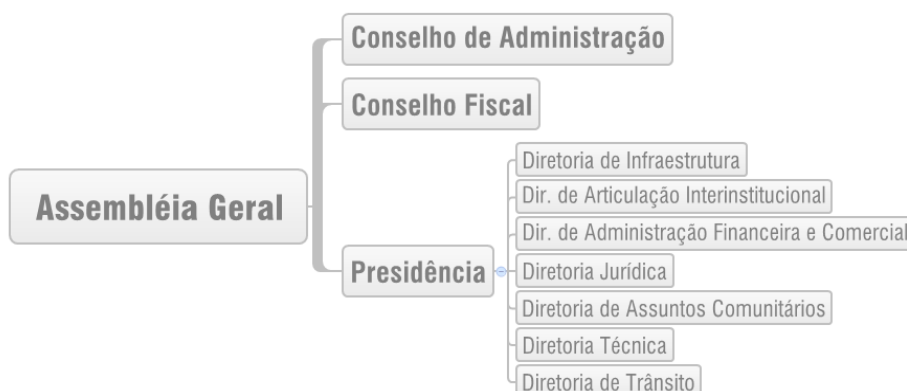 Conselho de Administração
Conselho Fiscal
Assembléia Geral
Presidência
Diretoria de Infraestrutura
Dir. de Articulação Interinstitucional
Dir. de Administração Financeira e Comercial
Diretoria Jurídica
Diretoria de Assuntos Comunitários
Diretoria Técnica
Diretoria de Trânsito